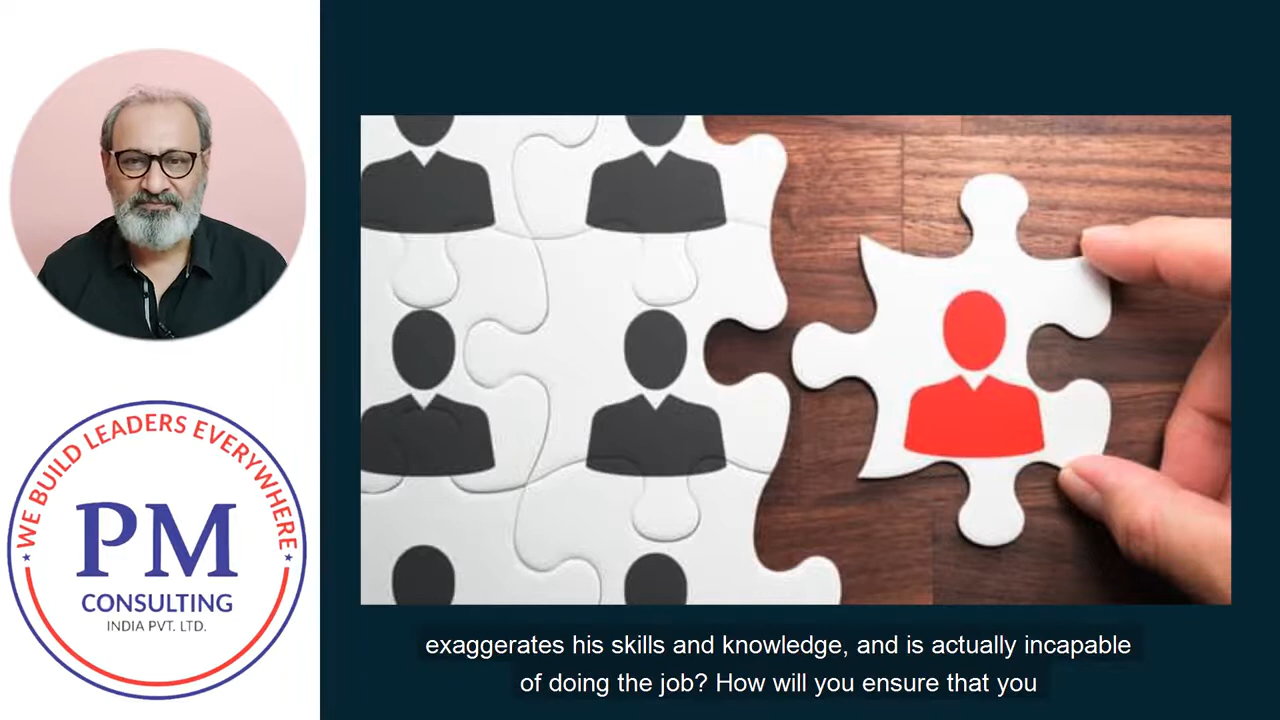 WE BUILD LEADERS EVERYWHERE
PM
CONSULTING
INDIA PVT. LTD.
exaggerates his skills and knowledge, and is actually incapable
of doing the job? How will you ensure that you